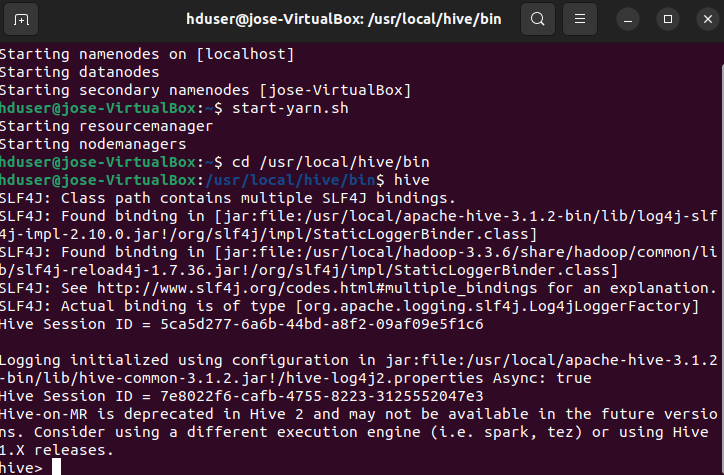 hduser@jose-VirtualBox: /usr/local/hive/bin
Starting namenodes on [localhost]
Starting datanodes
Starting secondary namenodes [jose-VirtualBox]
hduser@jose-VirtualBox:~$ start-yarn.sh
Starting resourcemanager
Starting nodemanagers
hduser@jose-VirtualBox:~$ cd /usr/local/hive/bin
hduser@jose-VirtualBox:/usr/local/hive/bin$ hive
SLF4J: Class path contains multiple SLF4J bindings.
SLF4J: Found binding in [jar:file:/usr/local/apache-hive-3.1.2-bin/lib/log4j-slf
4j-impl-2.10.0.jar!/org/slf4j/impl/StaticLoggerBinder.class]
SLF4J: Found binding in [jar:file:/usr/local/hadoop-3.3.6/share/hadoop/common/li
b/slf4j-reload4j-1.7.36.jar!/org/slf4j/impl/StaticLoggerBinder.class]
SLF4J: See http://www.slf4j.org/codes.html#multiple_bindings for an explanation.
SLF4J: Actual binding is of type [org.apache.logging.slf4j.Log4jLoggerFactory]
Hive Session ID = 5ca5d277-6a6b-44bd-a8f2-09af09e5f1c6
Logging initialized using configuration in jar:file:/usr/local/apache-hive-3.1.2
-bin/lib/hive-common-3.1.2.jar!/hive-log4j2.properties Async: true
Hive Session ID = 7e8022f6-cafb-4755-8223-3125552047e3
Hive-on-MR is deprecated in Hive 2 and may not be available in the future versio
ns. Consider using a different execution engine (i.e. spark, tez) or using Hive
1.X releases.
hive>